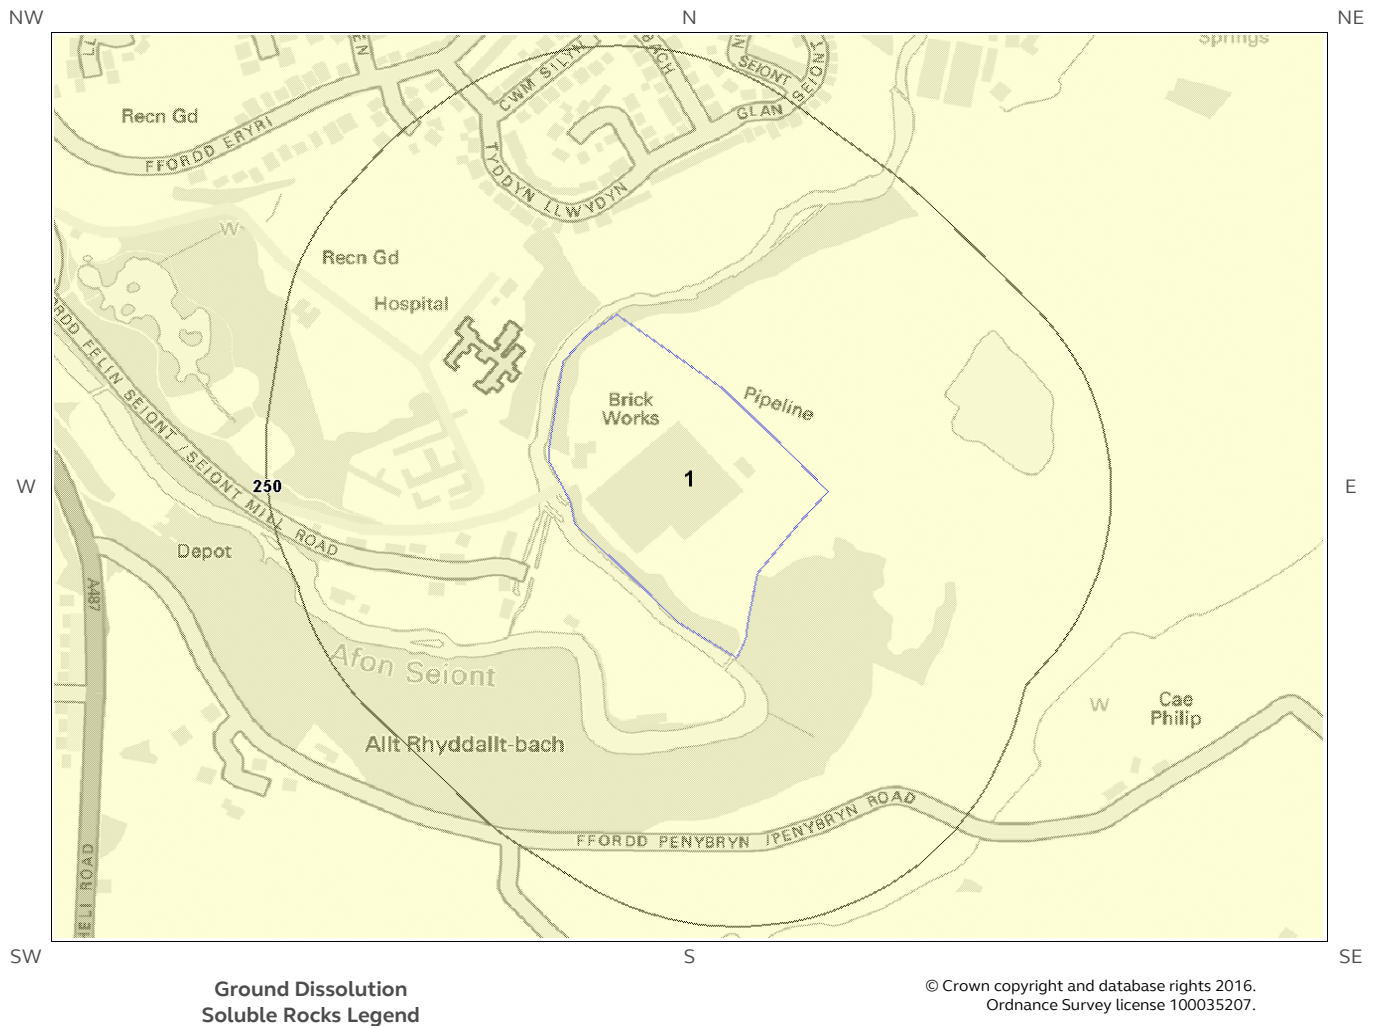 NW
N
NE
Springs
SEIONT
SEIONT
CWM SILYN
GLAN
Recn Gd
FFORDD ERYRI
TYDDYN LLWYDYN
W
Recn Gd
Hospital
Brick
Works
Pipeline
FELIN SEIONT / SEIONT MILL ROAD
1
W
250
E
Depot
A487
Afon Seiont
W
Cae
Philip
Allt Rhyddallt-bach
FFORDD PENYBRYN / PENYBRYN ROAD
ROAD
SW
S
SE
Ground Dissolution
Soluble Rocks Legend
© Crown copyright and database rights 2016.
Ordnance Survey license 100035207.